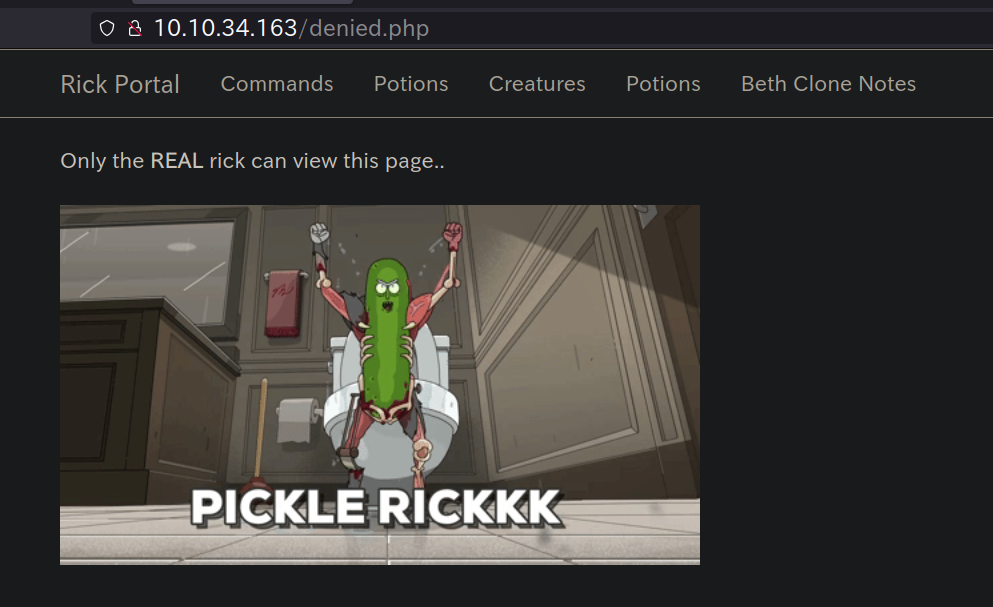 10.10.34.163/denied.php
Rick Portal Commands Potions Creatures Potions Beth Clone Notes
Only the REAL rick can view this page..
PICKLE RICKKK